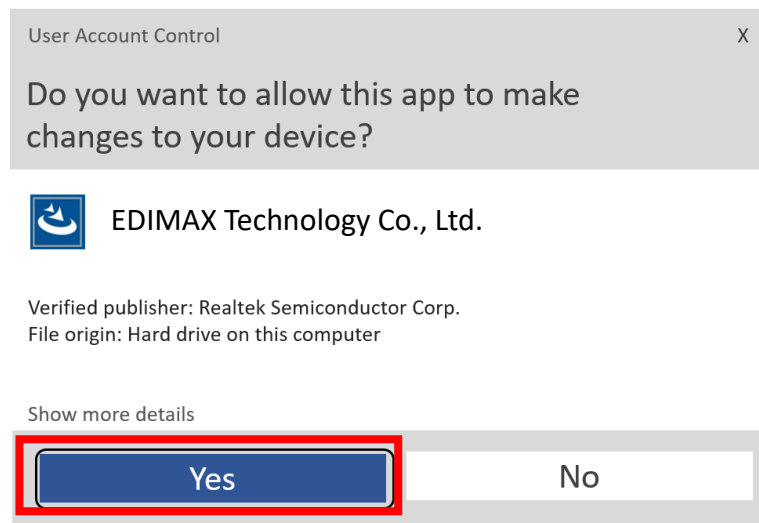 User Account Control
X
Do you want to allow this app to make
changes to your device?
EDIMAX Technology Co., Ltd.
Verified publisher: Realtek Semiconductor Corp.
File origin: Hard drive on this computer
Show more details
Yes
No